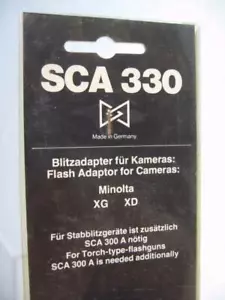 SCA 330
Made in Germany
Blitzadapter für Kameras:
Flash Adaptor for Cameras:
Minolta
XG XD
Für Stabblitzgeräte ist zusätzlich
SCA 300 A nötig
For Torch-type-flashguns
SCA 300 A is needed additionally